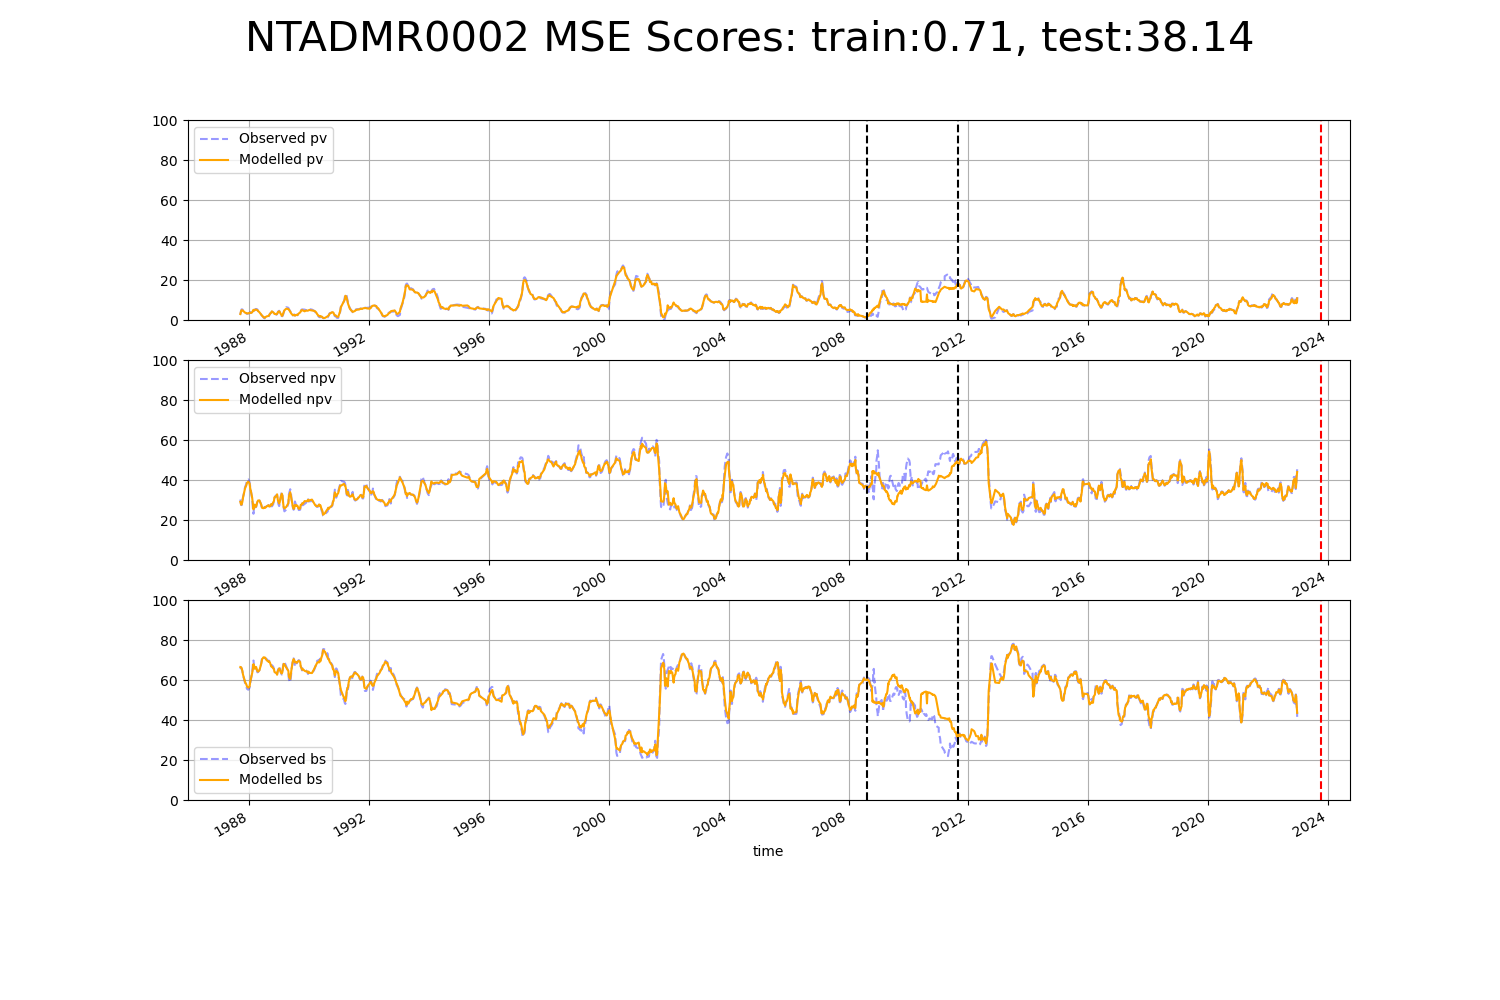 NTADMR0002 MSE Scores: train:0.71, test:38.14
100
80
60
40
20
0
Observed pv
Modelled pv
1988 1992 1996 2000 2004 2008 2012 2016 2020 2024
100
80
60
40
20
0
Observed npv
Modelled npv
1988 1992 1996 2000 2004 2008 2012 2016 2020 2024
100
80
60
40
20
0
Observed bs
Modelled bs
1988 1992 1996 2000 2004 2008 2012 2016 2020 2024
time